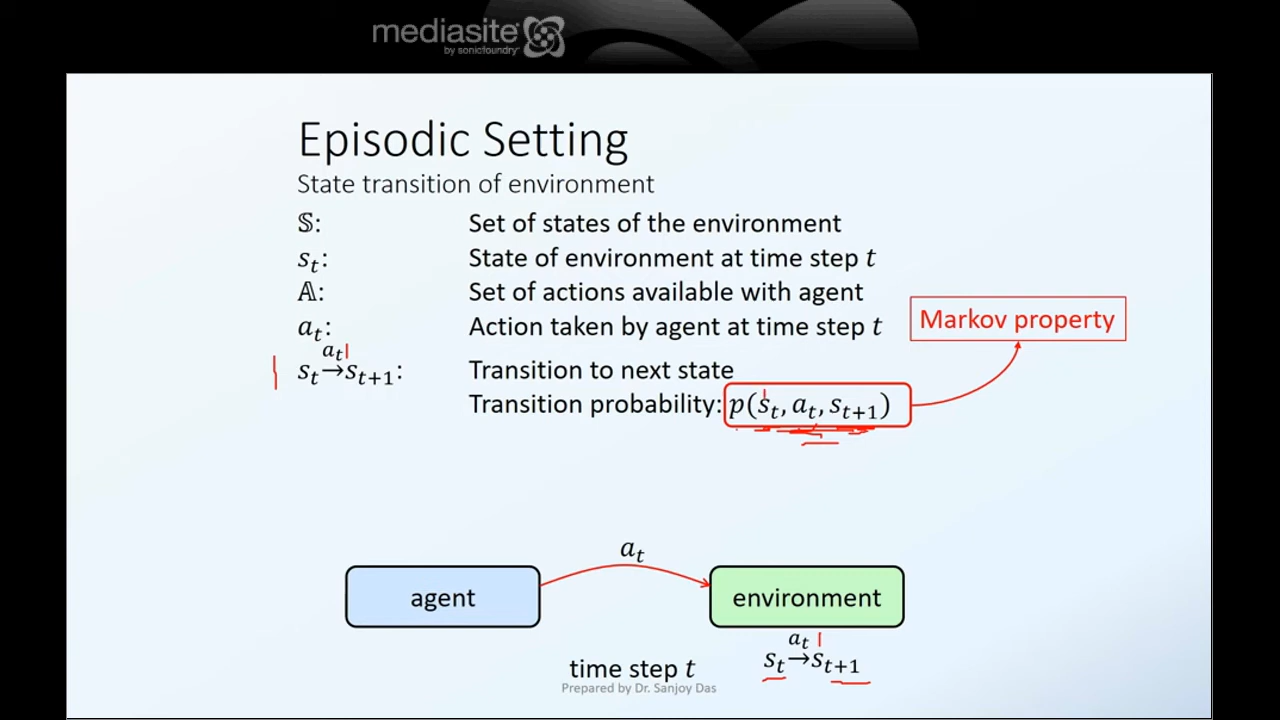 mediasite
by sonicfoundry
Episodic Setting
State transition of environment
𝕊: Set of states of the environment
sₜ: State of environment at time step t
𝔸: Set of actions available with agent
aₜ: Action taken by agent at time step t
Markov property
aₜ
sₜ→sₜ₊₁: Transition to next state
Transition probability: p(sₜ, aₜ, sₜ₊₁)
aₜ
agent
environment
aₜ
sₜ→sₜ₊₁
time step t
Prepared by Dr. Sanjoy Das